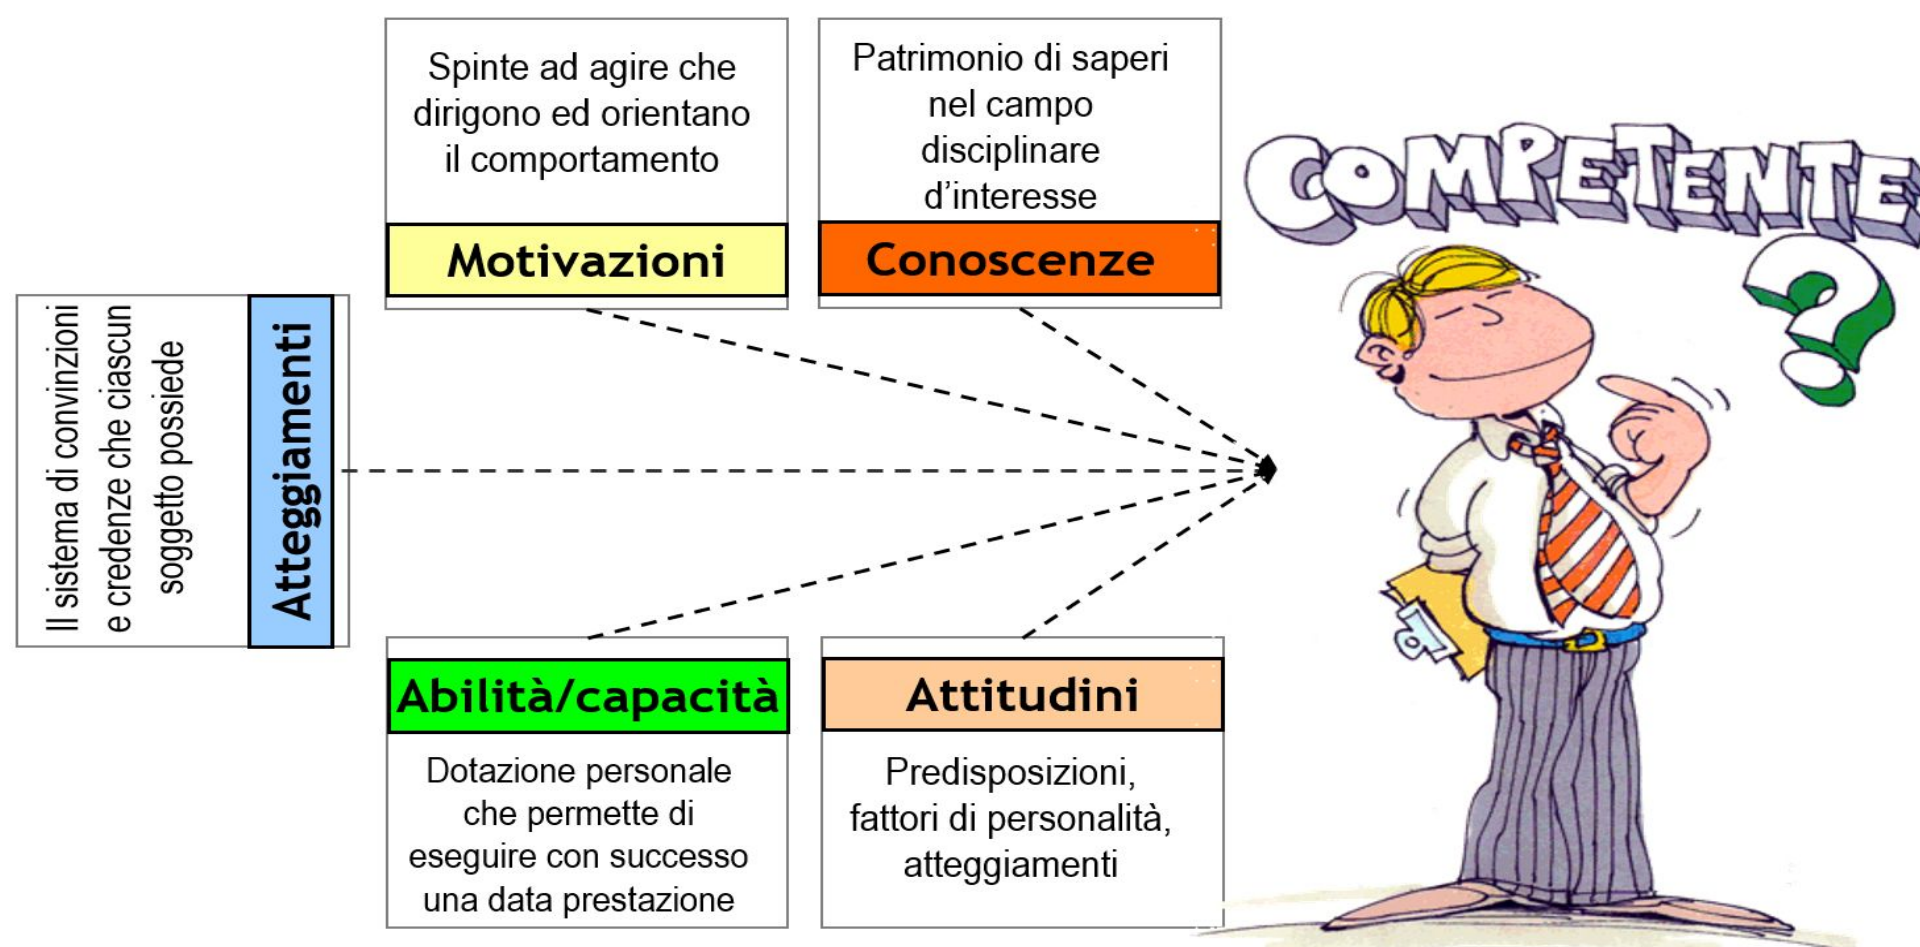 Spinte ad agire che
dirigono ed orientano
il comportamento
Motivazioni
Patrimonio di saperi
nel campo
disciplinare
d’interesse
Conoscenze
COMPETENTE
?
Il sistema di convinzioni
e credenze che ciascun
soggetto possiede
Atteggiamenti
Abilità/capacità
Dotazione personale
che permette di
eseguire con successo
una data prestazione
Attitudini
Predisposizioni,
fattori di personalità,
atteggiamenti